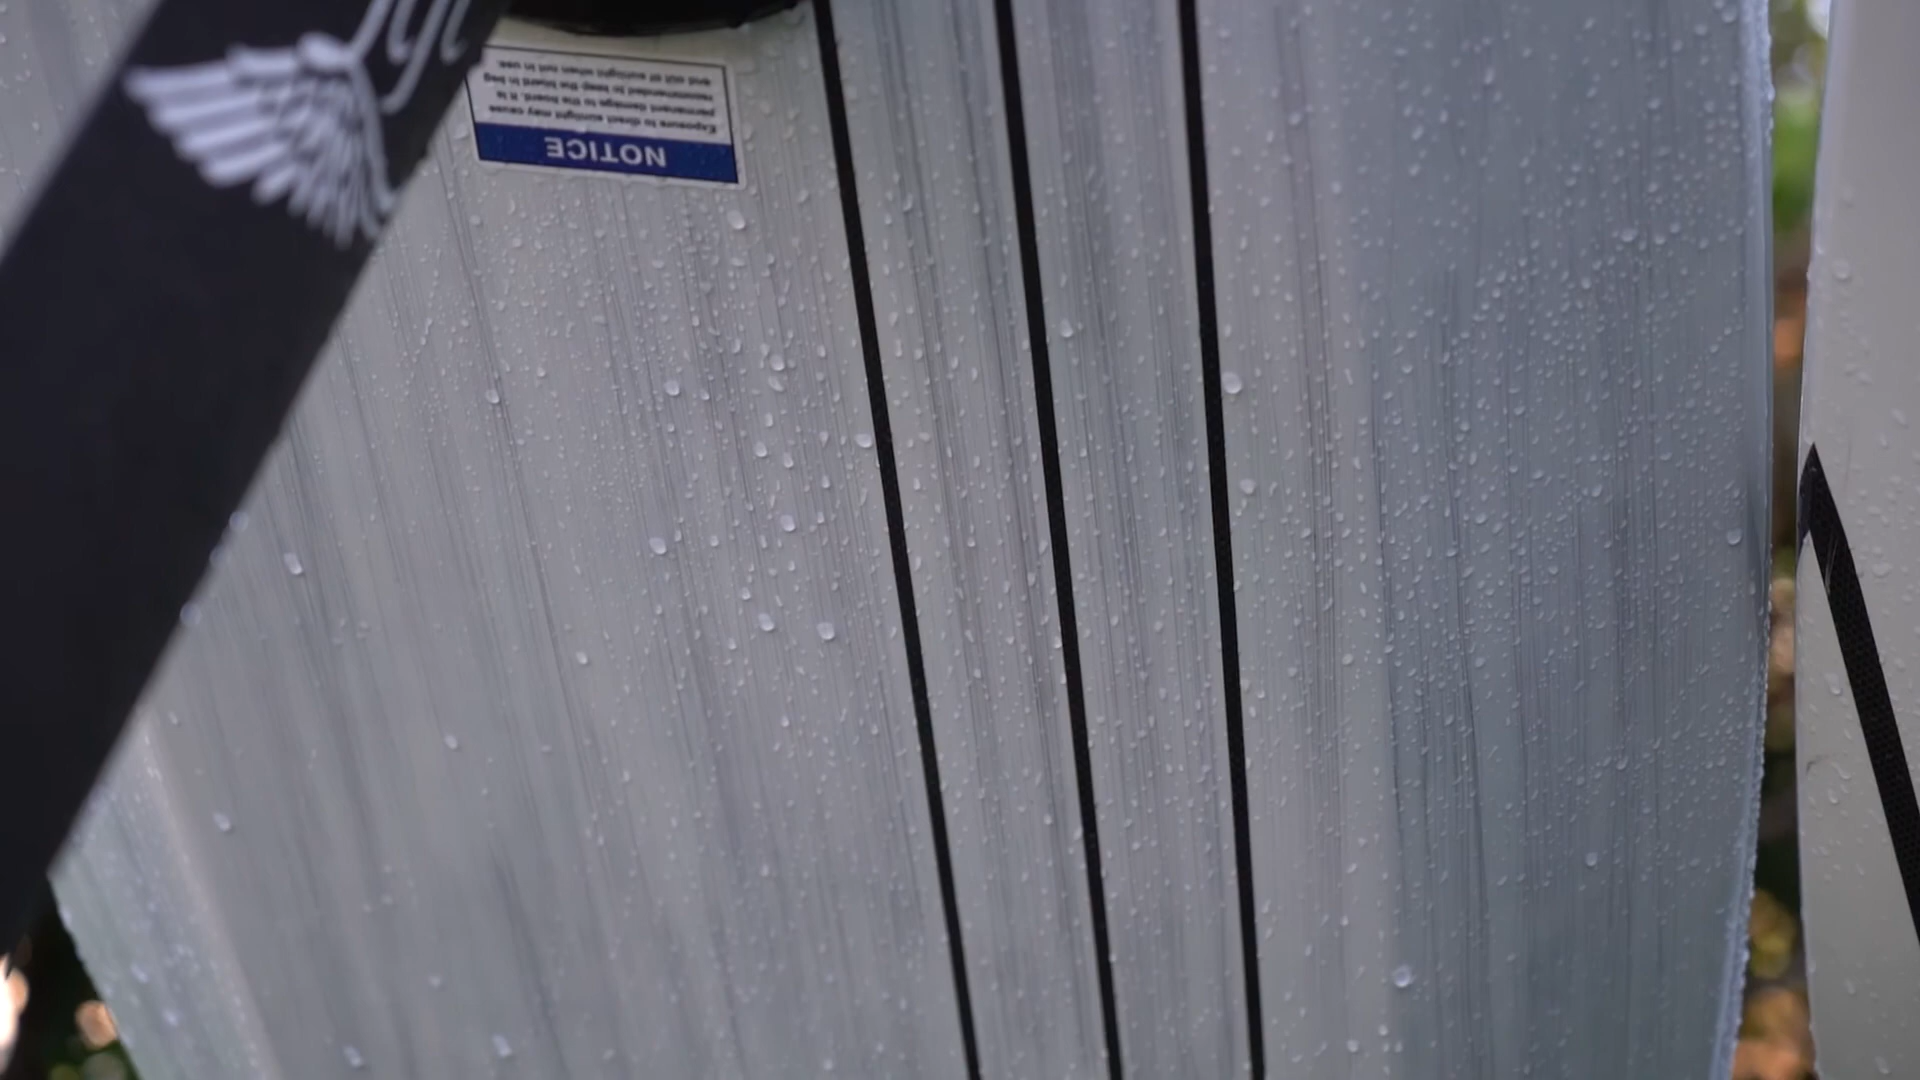 NOTICE
Exposure to direct sunlight may cause
permanent damage to the board. It is
recommended to keep the board in bag
and out of sunlight when not in use.